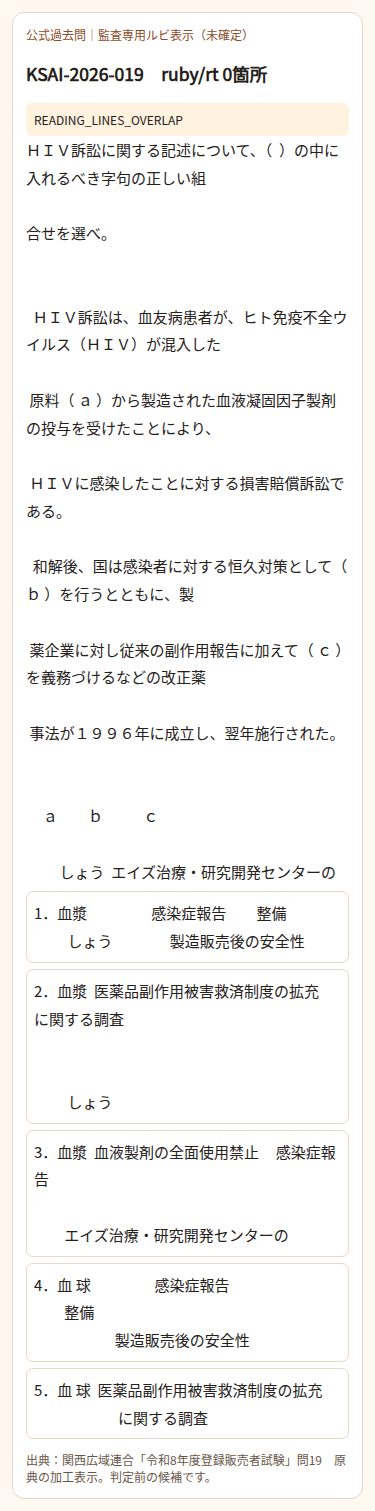 公式過去問｜監査専用ルビ表示（未確定）
KSAI-2026-019　ruby/rt 0箇所
READING_LINES_OVERLAP
ＨＩＶ訴訟に関する記述について、（ ）の中に
入れるべき字句の正しい組
合せを選べ。
ＨＩＶ訴訟は、血友病患者が、ヒト免疫不全ウ
イルス（ＨＩＶ）が混入した
原料（ ａ ）から製造された血液凝固因子製剤
の投与を受けたことにより、
ＨＩＶに感染したことに対する損害賠償訴訟で
ある。
和解後、国は感染者に対する恒久対策として（
ｂ ）を行うとともに、製
薬企業に対し従来の副作用報告に加えて（ ｃ ）
を義務づけるなどの改正薬
事法が１９９６年に成立し、翌年施行された。
ａ　　ｂ　　　ｃ
しょう エイズ治療・研究開発センターの
1．血漿　　　　感染症報告　　整備
しょう　　　　製造販売後の安全性
2．血漿 医薬品副作用被害救済制度の拡充
に関する調査
しょう
3．血漿 血液製剤の全面使用禁止　感染症報
告
エイズ治療・研究開発センターの
4．血 球　　　　感染症報告
整備
製造販売後の安全性
5．血 球 医薬品副作用被害救済制度の拡充
に関する調査
出典：関西広域連合「令和8年度登録販売者試験」問19　原
典の加工表示。判定前の候補です。